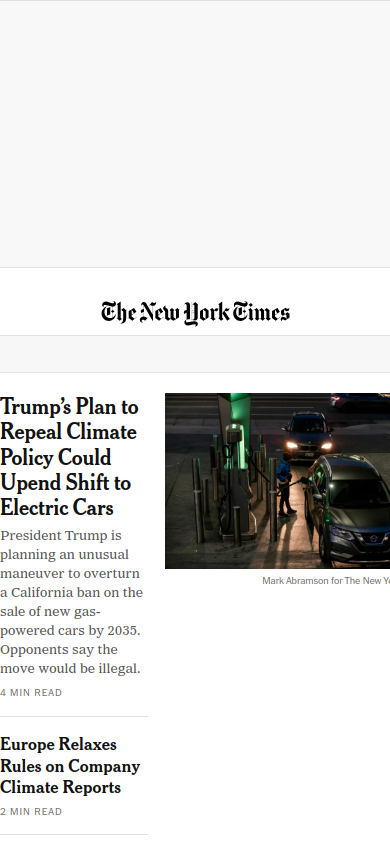 The New York Times
Trump’s Plan to
Repeal Climate
Policy Could
Upend Shift to
Electric Cars
President Trump is
planning an unusual
maneuver to overturn
a California ban on the
sale of new gas-
powered cars by 2035.
Opponents say the
move would be illegal.
4 MIN READ
Mark Abramson for The New Yo
Europe Relaxes
Rules on Company
Climate Reports
2 MIN READ